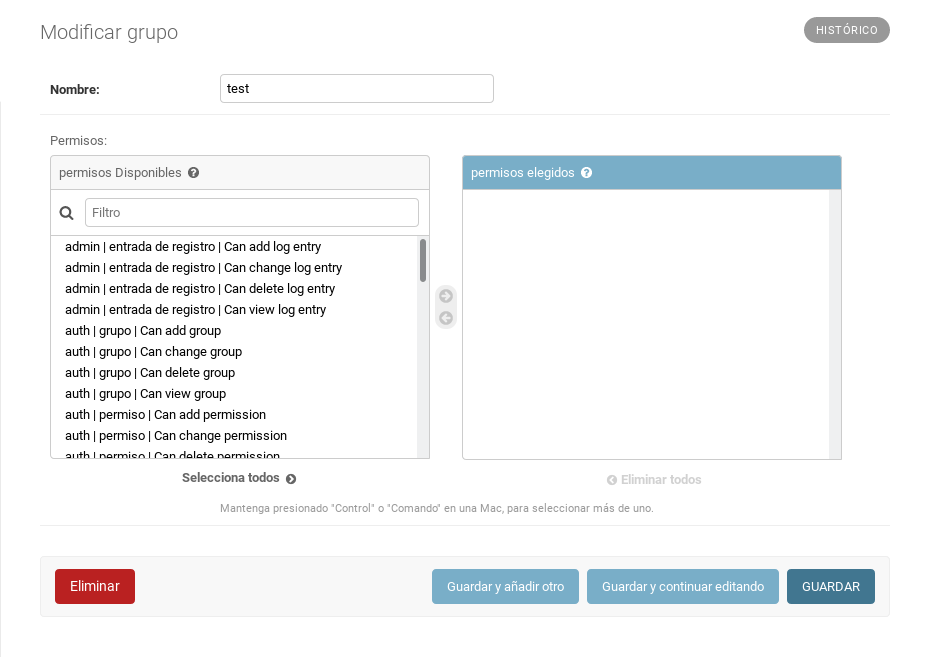 Modificar grupo
HISTÓRICO
Nombre:
test
Permisos:
permisos Disponibles
Filtro
admin | entrada de registro | Can add log entry
admin | entrada de registro | Can change log entry
admin | entrada de registro | Can delete log entry
admin | entrada de registro | Can view log entry
auth | grupo | Can add group
auth | grupo | Can change group
auth | grupo | Can delete group
auth | grupo | Can view group
auth | permiso | Can add permission
auth | permiso | Can change permission
auth | permiso | Can delete permission
Selecciona todos
permisos elegidos
Eliminar todos
Mantenga presionado "Control" o "Comando" en una Mac, para seleccionar más de uno.
Eliminar
Guardar y añadir otro
Guardar y continuar editando
GUARDAR